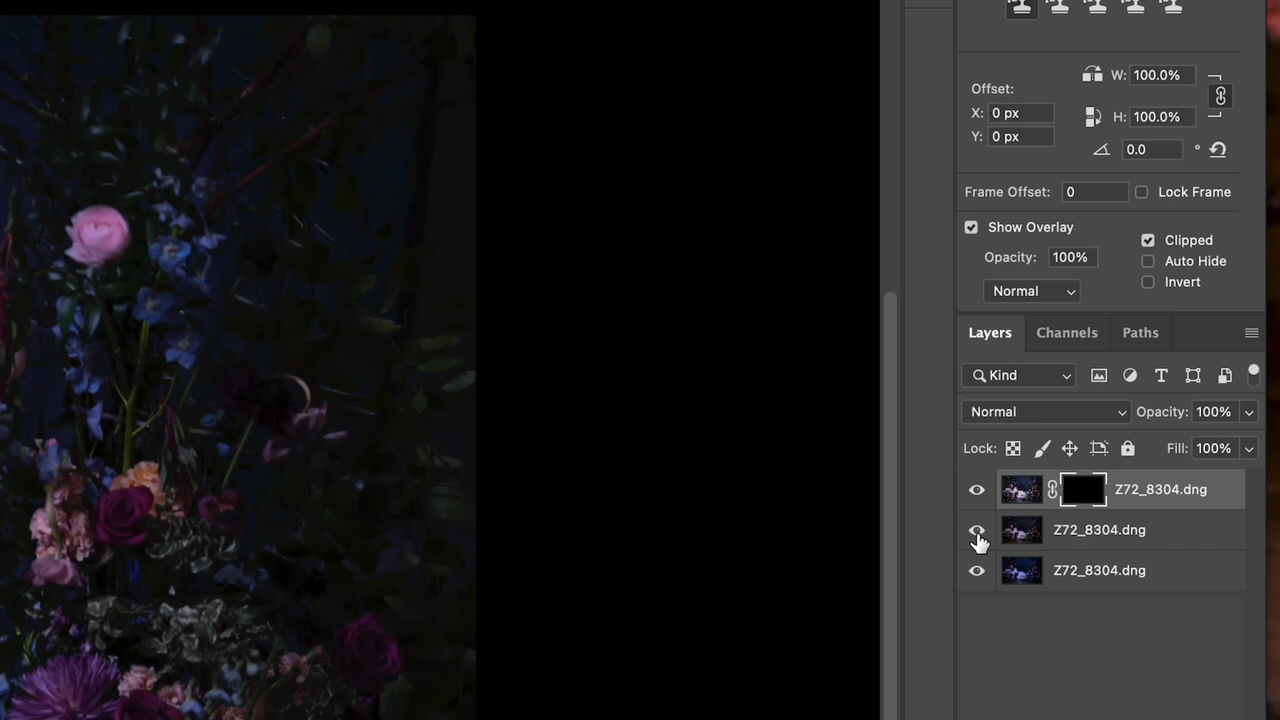 W: 100.0%
Offset:
X: 0 px
H: 100.0%
Y: 0 px
0.0 °
Frame Offset: 0 Lock Frame
Show Overlay
Clipped
Opacity: 100%
Auto Hide
Invert
Normal
Layers Channels Paths
Kind
Normal Opacity: 100%
Lock: Fill: 100%
Z72_8304.dng
Z72_8304.dng
Z72_8304.dng